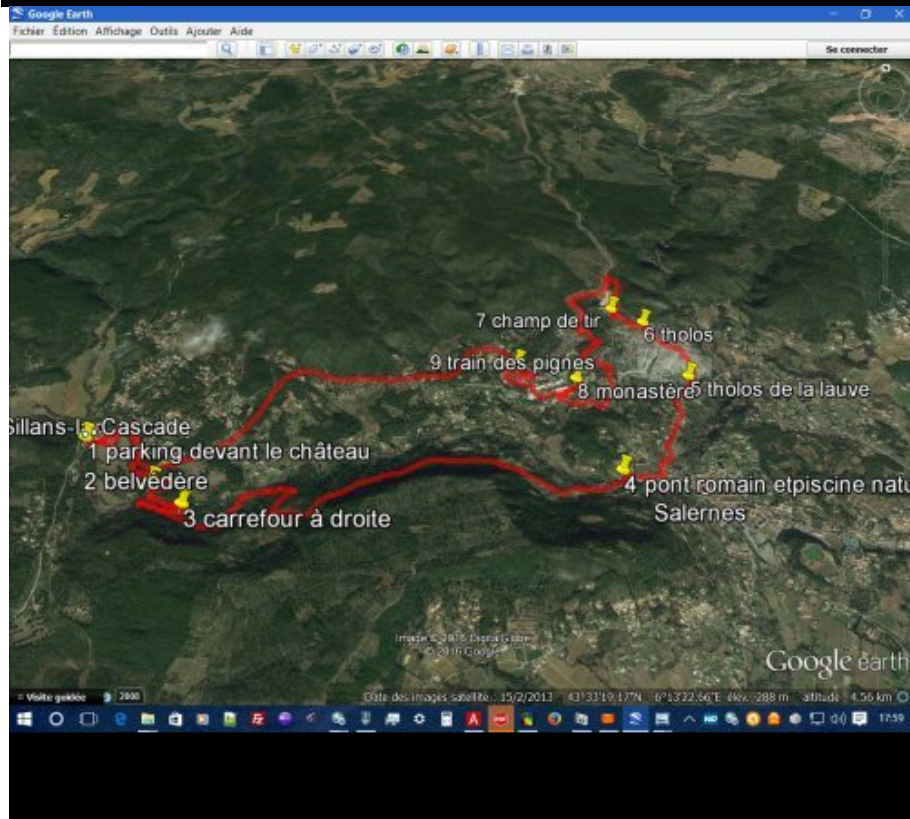 Google Earth
Fichier Édition Affichage Outils Ajouter Aide
Se connecter
7 champ de tir
6 tholos
9 train des pignes
8 monastère
5 tholos de la lauve
Sillans-la-Cascade
1 parking devant le château
2 belvédère
4 pont romain etpiscine natu
Salernes
3 carrefour à droite
Image © 2016 DigitalGlobe
© 2016 Google
Google earth
Visite guidée
2008
Date des images satellite : 15/2/2013 43°33'19.17"N 6°13'22.66"E élév. 288 m altitude 4.56 km
17:59